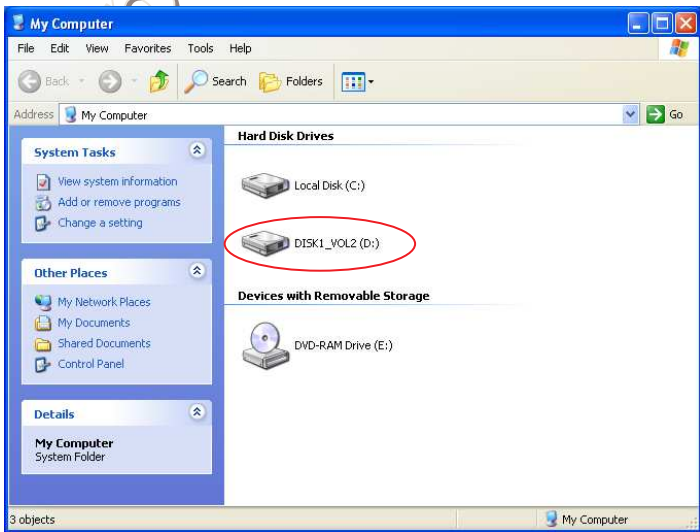 My Computer
File Edit View Favorites Tools Help
Back Search Folders
Address My Computer Go
System Tasks
View system information
Add or remove programs
Change a setting
Other Places
My Network Places
My Documents
Shared Documents
Control Panel
Details
My Computer
System Folder
Hard Disk Drives
Local Disk (C:)
DISK1_VOL2 (D:)
Devices with Removable Storage
DVD-RAM Drive (E:)
3 objects My Computer